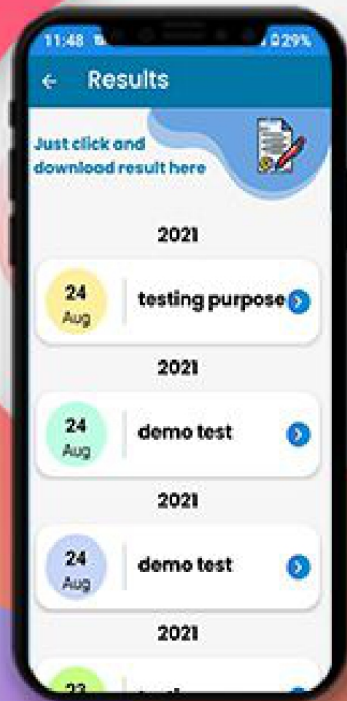 11:48
29%
← Results
Just click and
download result here
2021
24
Aug
testing purpose
2021
24
Aug
demo test
2021
24
Aug
demo test
2021
23